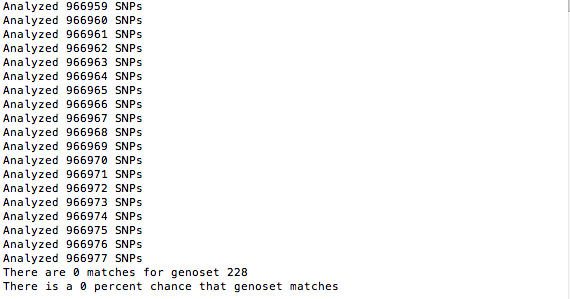 Analyzed 966959 SNPs
Analyzed 966960 SNPs
Analyzed 966961 SNPs
Analyzed 966962 SNPs
Analyzed 966963 SNPs
Analyzed 966964 SNPs
Analyzed 966965 SNPs
Analyzed 966966 SNPs
Analyzed 966967 SNPs
Analyzed 966968 SNPs
Analyzed 966969 SNPs
Analyzed 966970 SNPs
Analyzed 966971 SNPs
Analyzed 966972 SNPs
Analyzed 966973 SNPs
Analyzed 966974 SNPs
Analyzed 966975 SNPs
Analyzed 966976 SNPs
Analyzed 966977 SNPs
There are 0 matches for genoset 228
There is a 0 percent chance that genoset matches